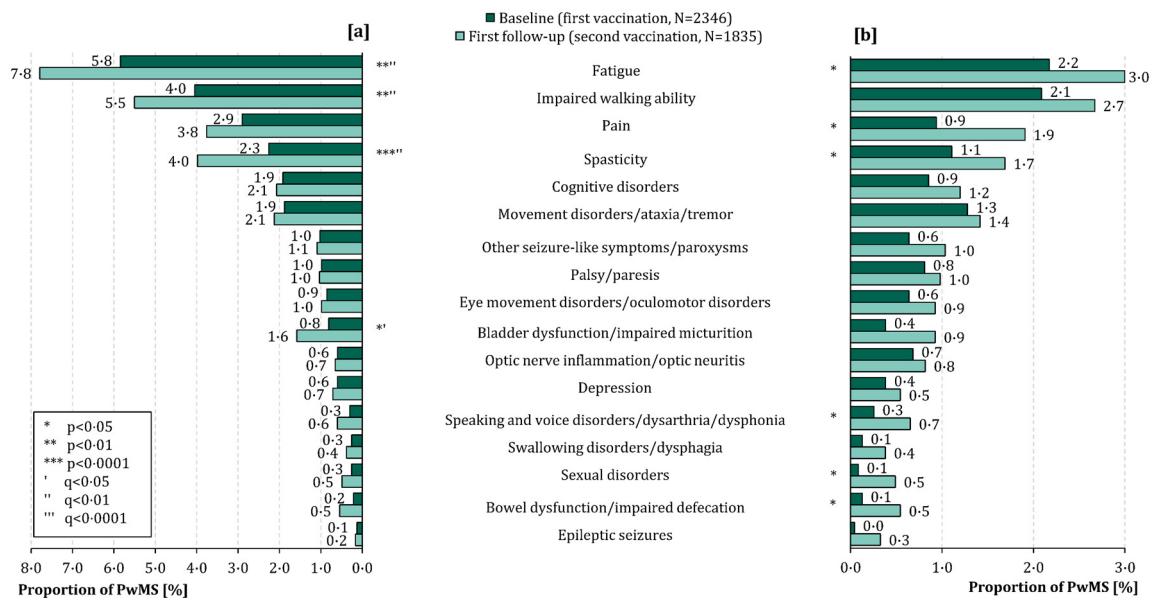 [a]
Baseline (first vaccination, N=2346)
First follow-up (second vaccination, N=1835)
[b]
5·8 **'' Fatigue * 2·2
7·8 3·0
4·0 **'' Impaired walking ability 2·1
5·5 2·7
2·9 Pain * 0·9
3·8 1·9
2·3 ***'' Spasticity * 1·1
4·0 1·7
1·9 Cognitive disorders 0·9
2·1 1·2
1·9 Movement disorders/ataxia/tremor 1·3
2·1 1·4
1·0 Other seizure-like symptoms/paroxysms 0·6
1·1 1·0
1·0 Palsy/paresis 0·8
1·0 1·0
0·9 Eye movement disorders/oculomotor disorders 0·6
1·0 0·9
0·8 *' Bladder dysfunction/impaired micturition 0·4
1·6 0·9
0·6 Optic nerve inflammation/optic neuritis 0·7
0·7 0·8
0·6 Depression 0·4
0·7 0·5
0·3 Speaking and voice disorders/dysarthria/dysphonia * 0·3
0·6 0·7
0·3 Swallowing disorders/dysphagia 0·1
0·4 0·4
0·3 Sexual disorders * 0·1
0·5 0·5
0·2 Bowel dysfunction/impaired defecation * 0·1
0·5 0·5
0·1 Epileptic seizures 0·0
0·2 0·3
* p<0·05
** p<0·01
*** p<0·0001
' q<0·05
'' q<0·01
''' q<0·0001
8·0 7·0 6·0 5·0 4·0 3·0 2·0 1·0 0·0
Proportion of PwMS [%]
0·0 1·0 2·0 3·0
Proportion of PwMS [%]